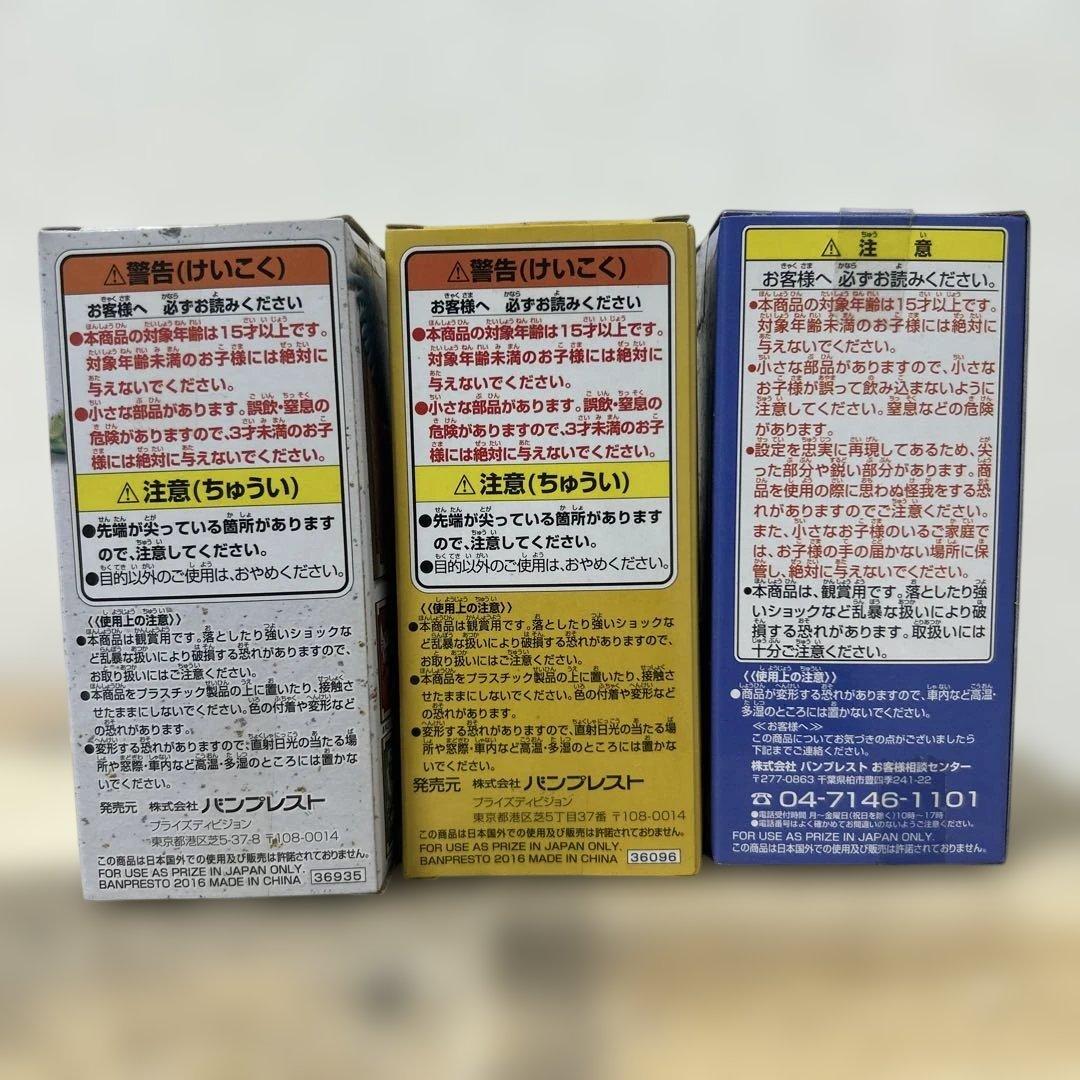 ⚠警告(けいこく)
お客様へ 必ずお読みください
●本商品の対象年齢は15才以上です。
対象年齢未満のお子様には絶対に
与えないでください。
●小さな部品があります。誤飲・窒息の
危険がありますので、3才未満のお子
様には絶対に与えないでください。
⚠注意(ちゅうい)
●先端が尖っている箇所があります
ので、注意してください。
●目的以外のご使用は、おやめください。
《使用上の注意》
●本商品は観賞用です。落としたり強いショックな
ど乱暴な扱いにより破損する恐れがありますので、
お取り扱いにはご注意ください。
●本商品をプラスチック製品の上に置いたり、接触さ
せたままにしないでください。色の付着や変形など
の恐れがあります。
●変形する恐れがありますので、直射日光の当たる場
所や窓際・車内など高温・多湿のところには置かな
いでください。
発売元 株式会社 バンプレスト
プライズディビジョン
東京都港区芝5-37-8 〒108-0014
この商品は日本国外での使用及び販売は許諾されておりません。
FOR USE AS PRIZE IN JAPAN ONLY.
BANPRESTO 2016 MADE IN CHINA 36935
⚠警告(けいこく)
お客様へ 必ずお読みください
●本商品の対象年齢は15才以上です。
対象年齢未満のお子様には絶対に
与えないでください。
●小さな部品があります。誤飲・窒息の
危険がありますので、3才未満のお子
様には絶対に与えないでください。
⚠注意(ちゅうい)
●先端が尖っている箇所があります
ので、注意してください。
●目的以外のご使用は、おやめください。
《使用上の注意》
●本商品は観賞用です。落としたり強いショックな
ど乱暴な扱いにより破損する恐れがありますので、
お取り扱いにはご注意ください。
●本商品をプラスチック製品の上に置いたり、接触さ
せたままにしないでください。色の付着や変形など
の恐れがあります。
●変形する恐れがありますので、直射日光の当たる場
所や窓際・車内など高温・多湿のところには置かな
いでください。
発売元 株式会社 バンプレスト
プライズディビジョン
東京都港区芝5丁目37番 〒108-0014
この商品は日本国外での使用及び販売は許諾されておりません。
FOR USE AS PRIZE IN JAPAN ONLY.
BANPRESTO 2016 MADE IN CHINA 36096
⚠注意
お客様へ 必ずお読みください。
●本商品の対象年齢は15才以上です。
対象年齢未満のお子様には絶対
に与えないでください。
●小さな部品がありますので、小さな
お子様が誤って飲み込まないように
注意してください。窒息などの危険
があります。
●設定を忠実に再現してあるため、尖
った部分や鋭い部分があります。商
品を使用の際に思わぬ怪我をする恐
れがありますのでご注意ください。
また、小さなお子様のいるご家庭で
は、お子様の手の届かない場所に保
管し、絶対に与えないでください。
●本商品は、観賞用です。落としたり強
いショックなど乱暴な扱いにより破
損する恐れがあります。取扱いには
十分ご注意ください。
《使用上の注意》
●商品が変形する恐れがありますので、車内など高温・
多湿のところには置かないでください。
≪お客様へ≫
この商品についてお気づきの点がございましたら
下記までご連絡ください。
株式会社 バンプレスト お客様相談センター
〒277-0863 千葉県柏市豊四季241-22
☎04-7146-1101
●電話受付時間 月〜金曜日(祝日を除く)10時〜17時
●電話番号はよく確かめてお間違いのないようご注意ください。
FOR USE AS PRIZE IN JAPAN ONLY.
この商品は日本国外での使用及び販売は許諾されておりません。